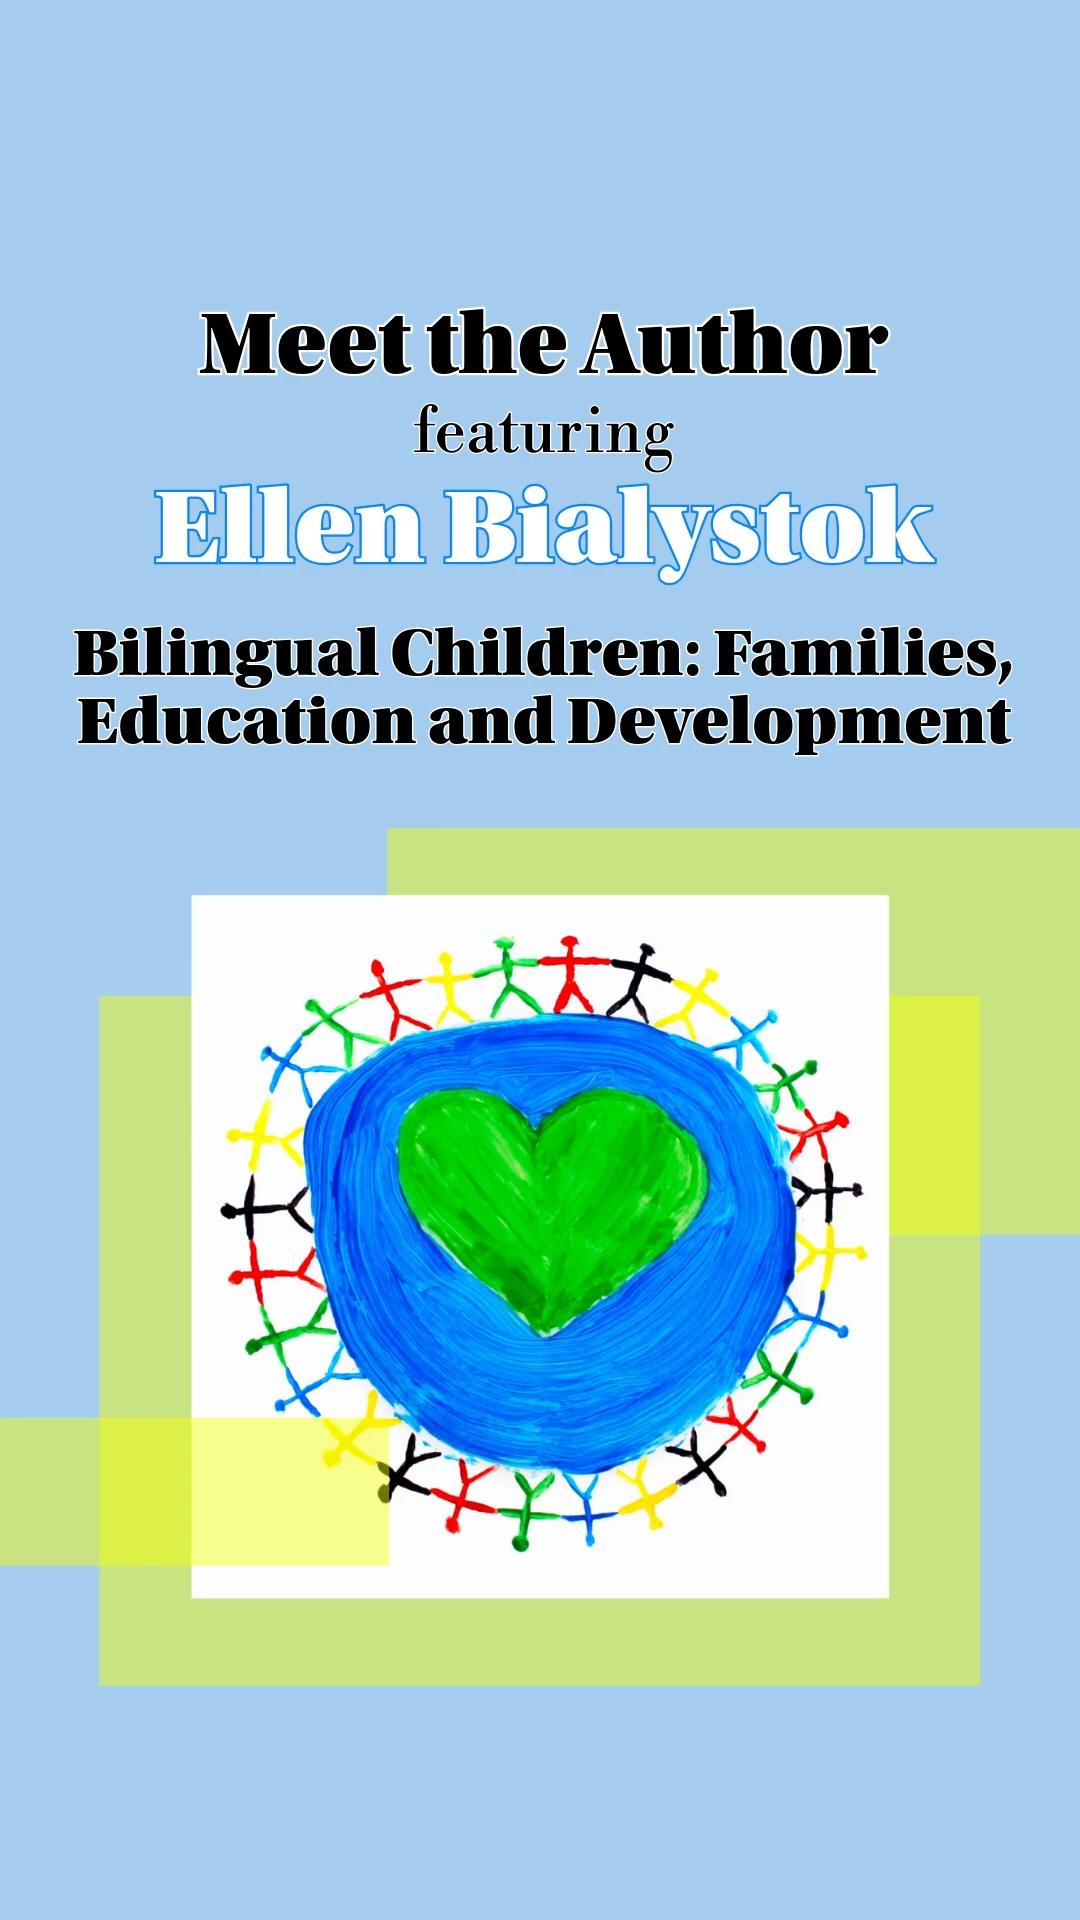 Meet the Author
featuring
Ellen Bialystok
Bilingual Children: Families,
Education and Development